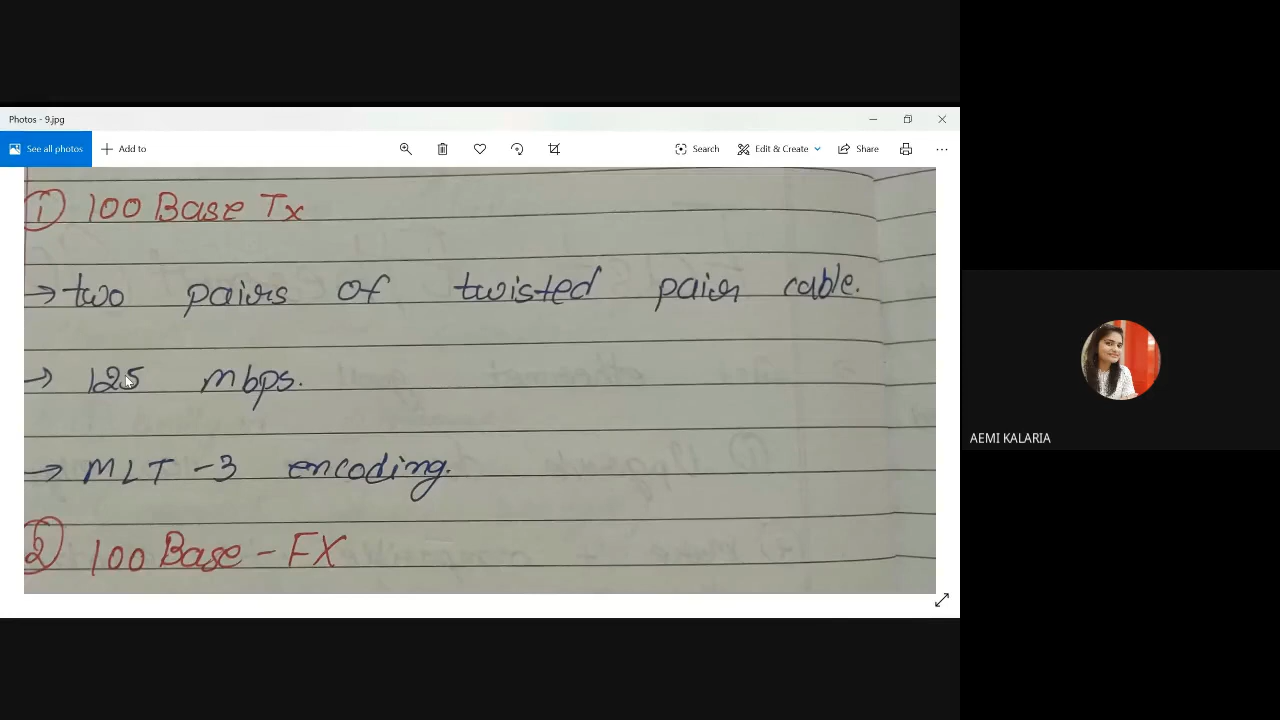 Photos - 9.jpg
See all photos
Add to
Search
Edit & Create
Share
① 100 Base Tx
→ two pairs of twisted pair cable.
→ 125 mbps.
→ MLT -3 encoding.
② 100 Base - FX
AEMI KALARIA